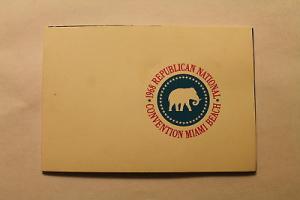 • 1968 REPUBLICAN NATIONAL •
CONVENTION MIAMI BEACH